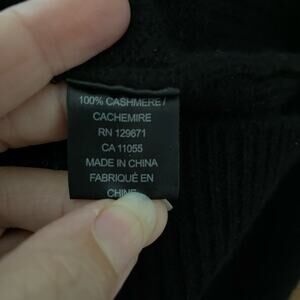 100% CASHMERE/
CACHEMIRE
RN 129671
CA 11055
MADE IN CHINA
FABRIQUÉ EN
CHINE